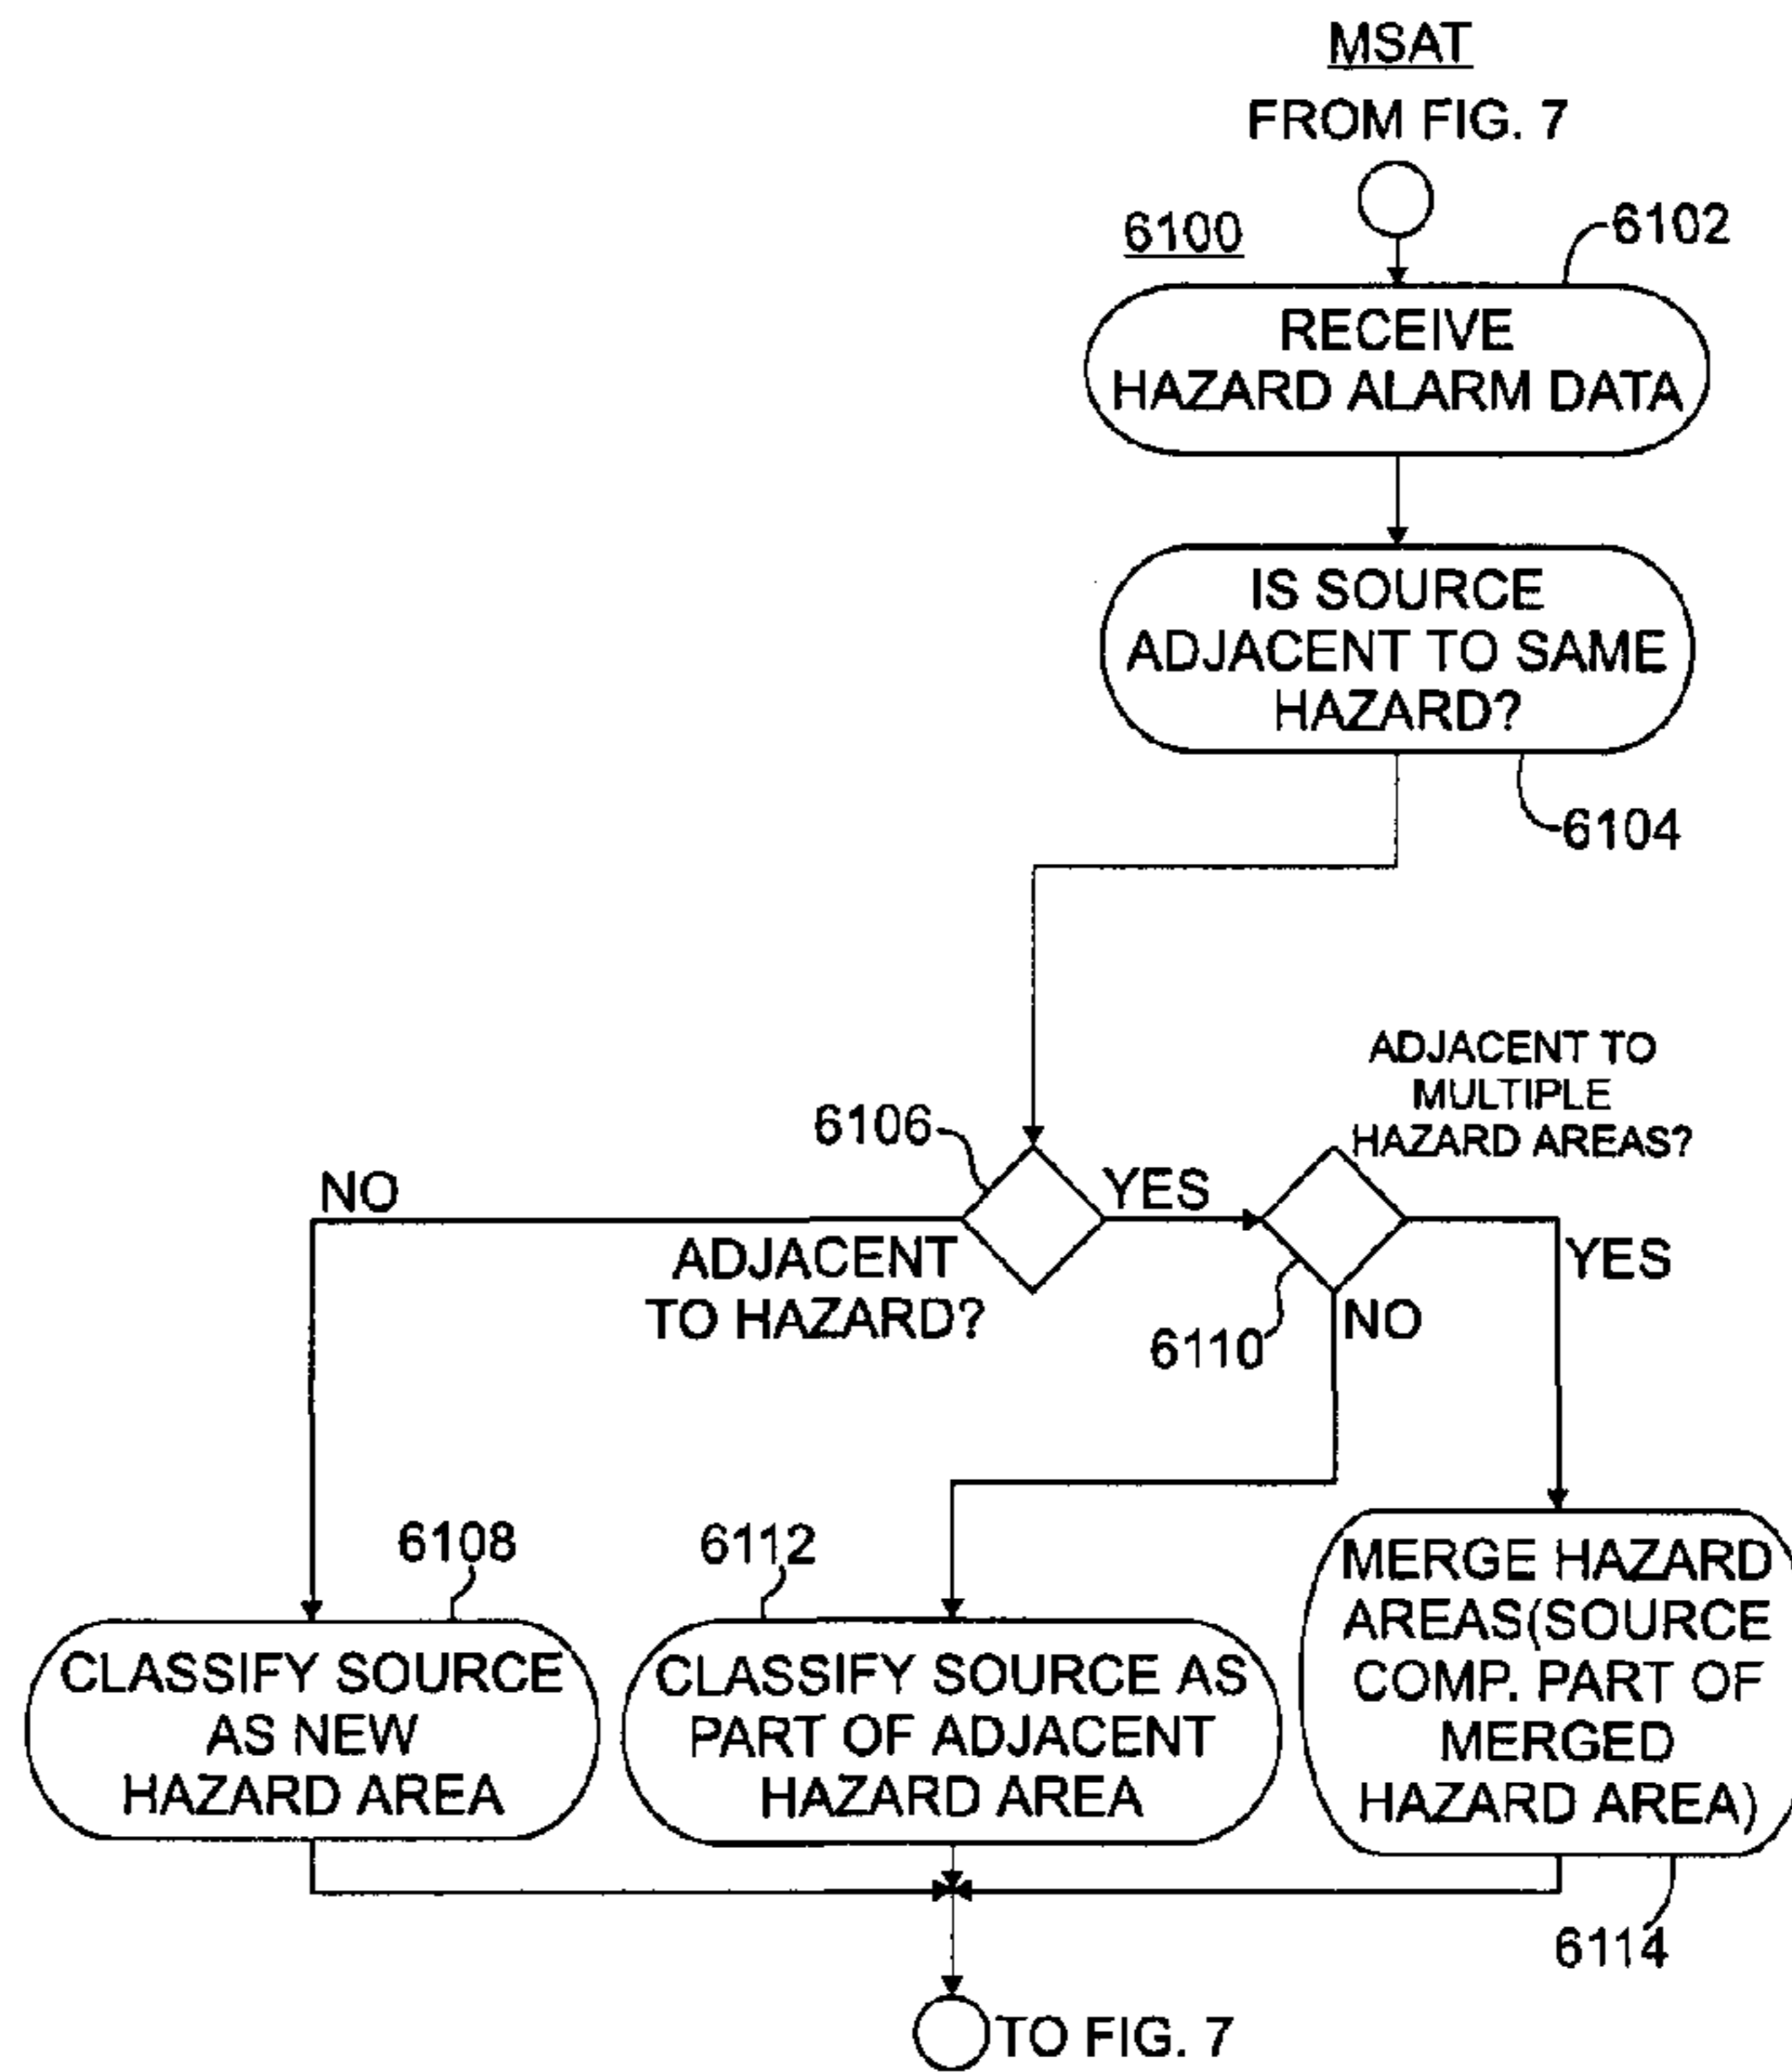 MSAT
FROM FIG. 7
6100
6102
RECEIVE
HAZARD ALARM DATA
IS SOURCE
ADJACENT TO SAME
HAZARD?
6104
ADJACENT TO
MULTIPLE
HAZARD AREAS?
6106
NO
YES
ADJACENT
TO HAZARD?
YES
6110
NO
6108
6112
CLASSIFY SOURCE
AS NEW
HAZARD AREA
CLASSIFY SOURCE AS
PART OF ADJACENT
HAZARD AREA
MERGE HAZARD
AREAS(SOURCE
COMP. PART OF
MERGED
HAZARD AREA)
6114
TO FIG. 7